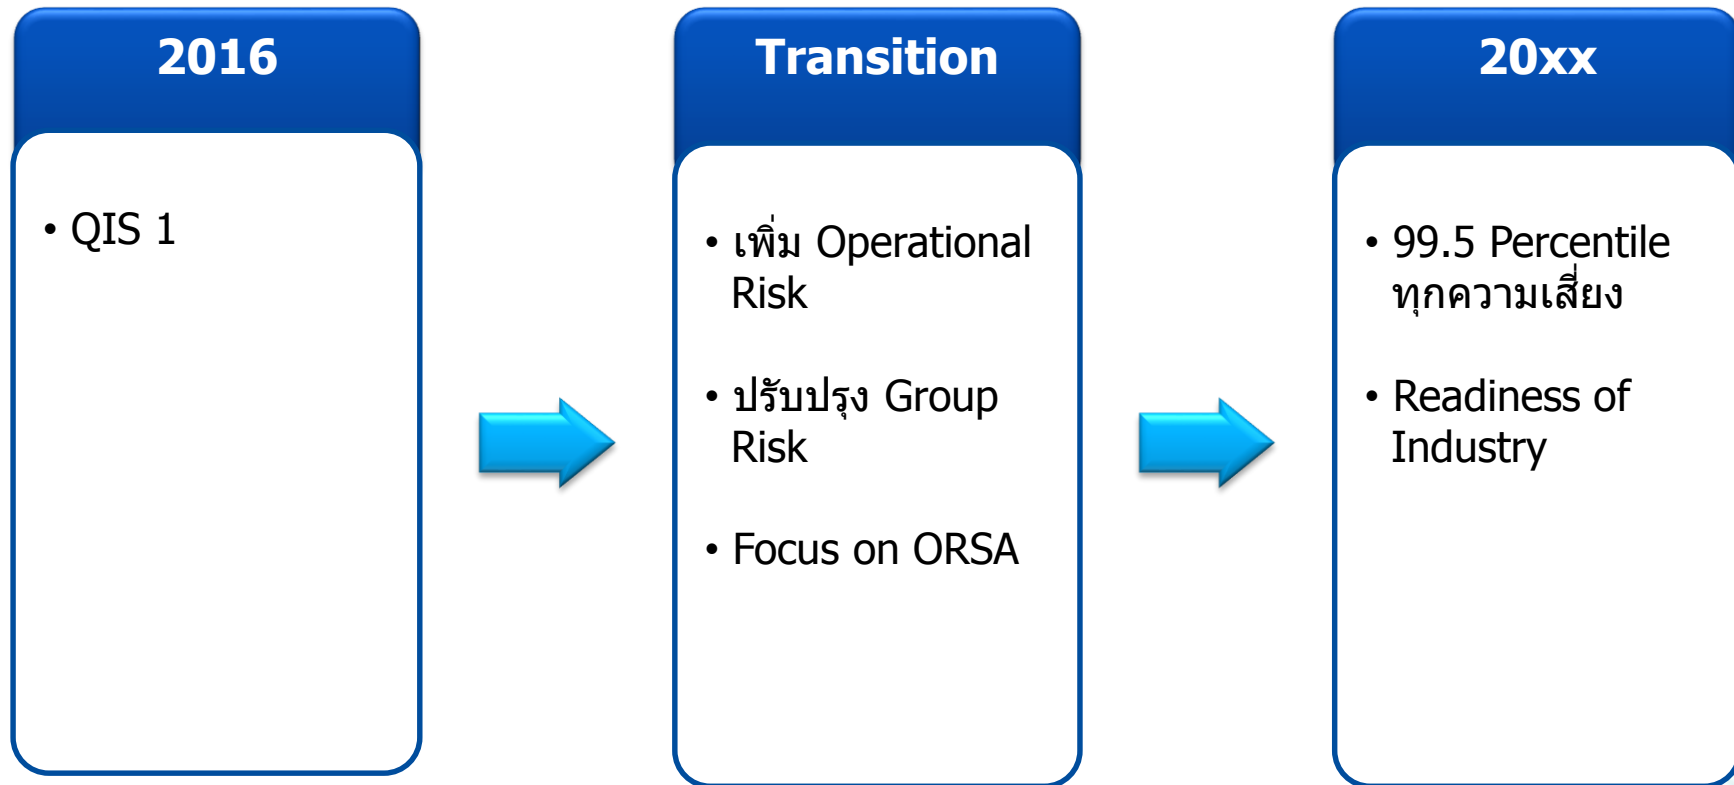 2016
• QIS 1
Transition
• เพิ่ม Operational
Risk
• ปรับปรุง Group
Risk
• Focus on ORSA
20xx
• 99.5 Percentile
ทุกความเสี่ยง
• Readiness of
Industry